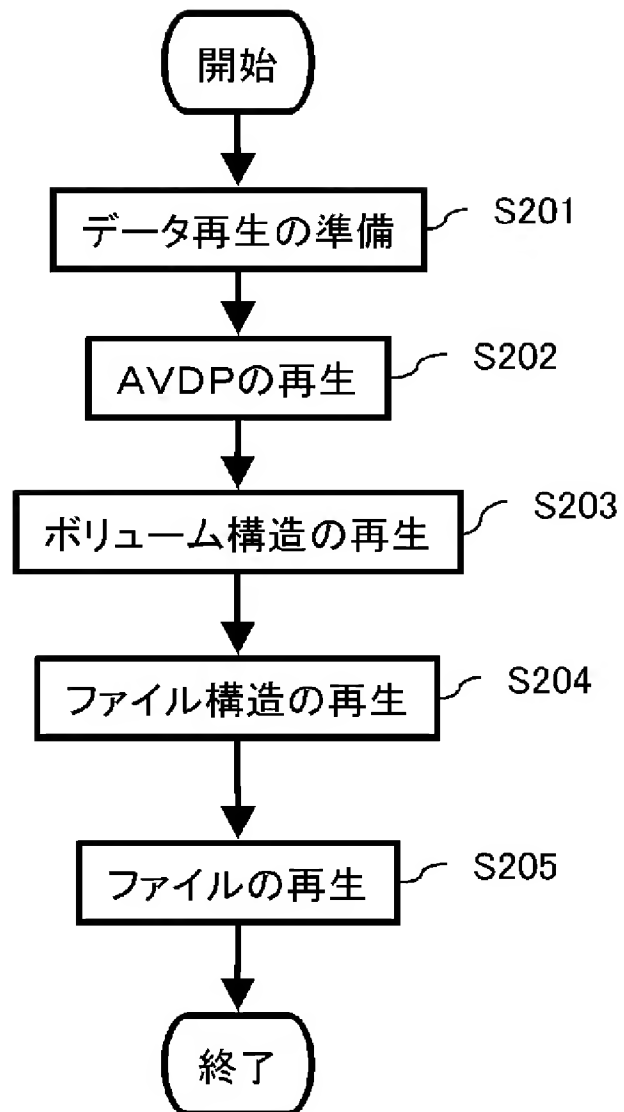 開始
データ再生の準備
S201
AVDPの再生
S202
ボリューム構造の再生
S203
ファイル構造の再生
S204
ファイルの再生
S205
終了